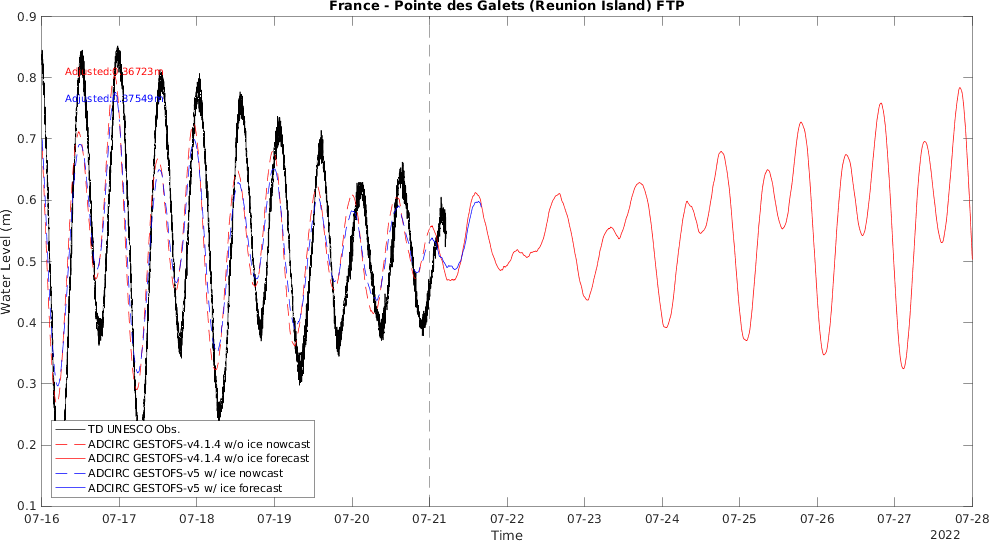 France - Pointe des Galets (Reunion Island) FTP
0.9
0.8
0.7
0.6
0.5
0.4
0.3
0.2
0.1
Water Level (m)
Adjusted:0.36723m
Adjusted:0.37549m
TD UNESCO Obs.
ADCIRC GESTOFS-v4.1.4 w/o ice nowcast
ADCIRC GESTOFS-v4.1.4 w/o ice forecast
ADCIRC GESTOFS-v5 w/ ice nowcast
ADCIRC GESTOFS-v5 w/ ice forecast
07-16 07-17 07-18 07-19 07-20 07-21 07-22 07-23 07-24 07-25 07-26 07-27 07-28
Time
2022